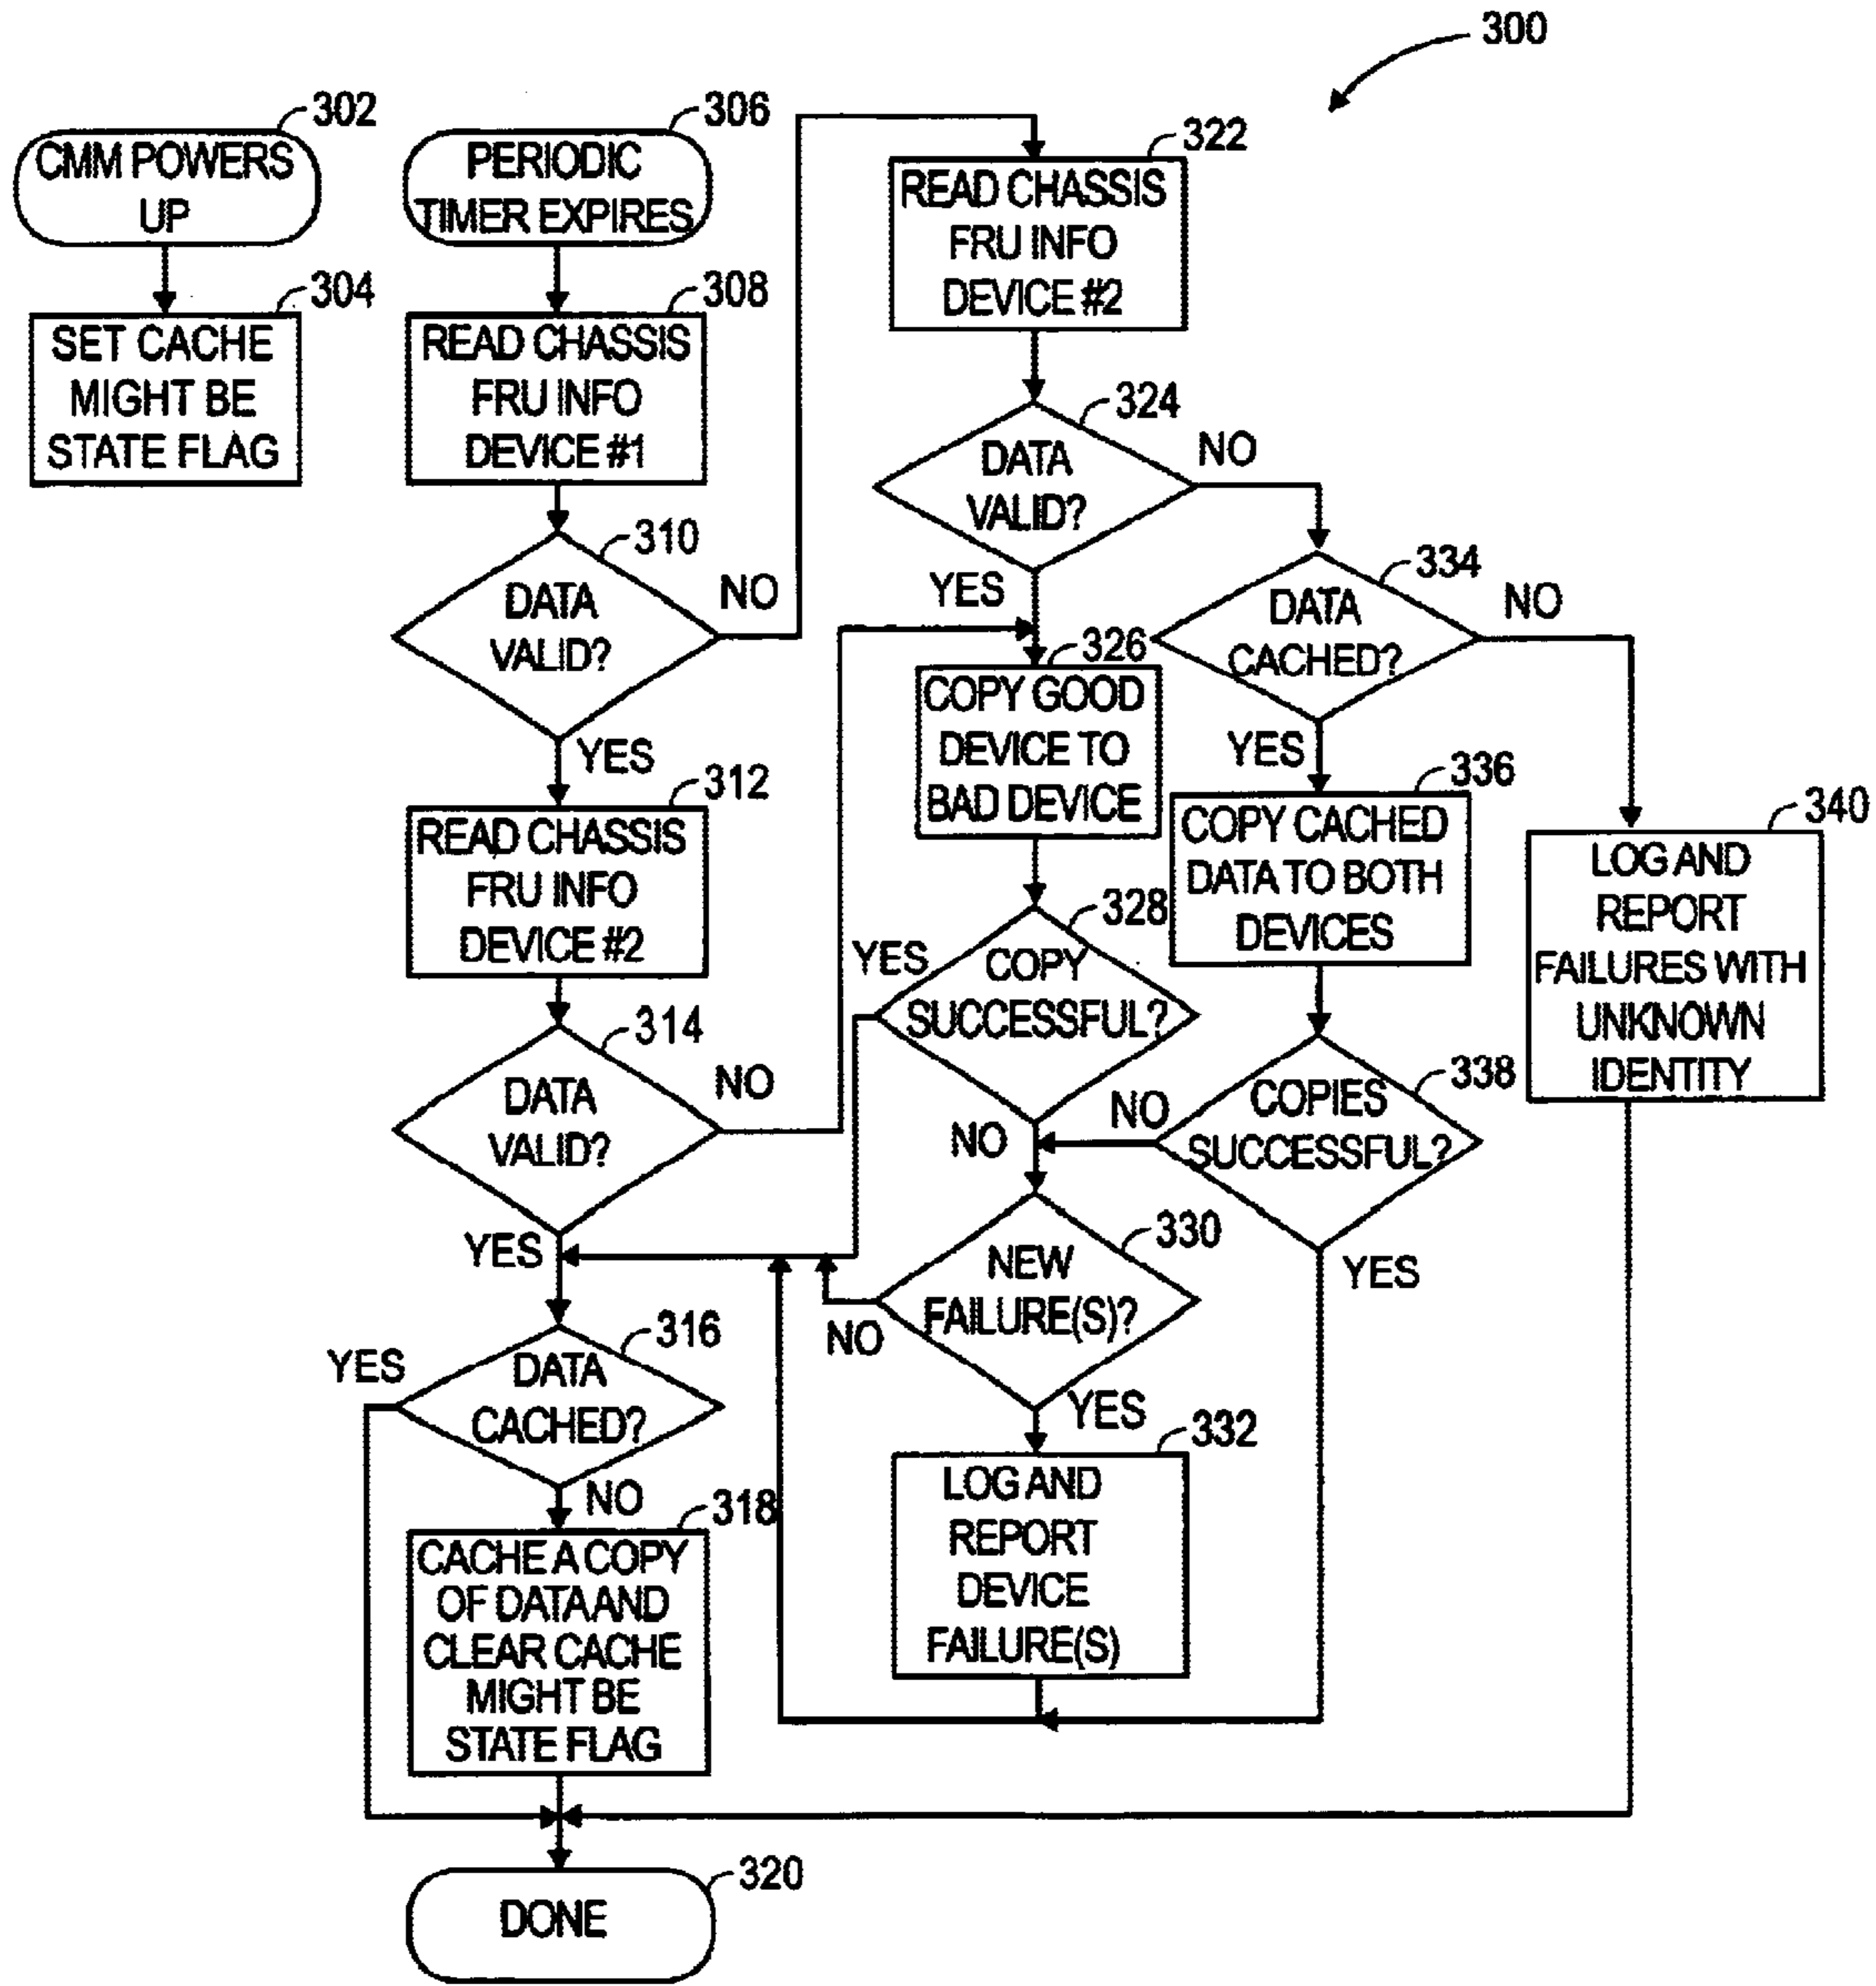 300
302
CMM POWERS
UP
304
SET CACHE
MIGHT BE
STATE FLAG
306
PERIODIC
TIMER EXPIRES
308
READ CHASSIS
FRU INFO
DEVICE #1
310
DATA
VALID?
NO
YES
312
READ CHASSIS
FRU INFO
DEVICE #2
314
DATA
VALID?
NO
YES
316
DATA
CACHED?
YES
NO
318
CACHE A COPY
OF DATA AND
CLEAR CACHE
MIGHT BE
STATE FLAG
320
DONE
322
READ CHASSIS
FRU INFO
DEVICE #2
324
DATA
VALID?
NO
YES
326
COPY GOOD
DEVICE TO
BAD DEVICE
328
COPY
SUCCESSFUL?
YES
NO
330
NEW
FAILURE(S)?
NO
YES
332
LOG AND
REPORT
DEVICE
FAILURE(S)
334
DATA
CACHED?
NO
YES
336
COPY CACHED
DATA TO BOTH
DEVICES
338
COPIES
SUCCESSFUL?
NO
YES
340
LOG AND
REPORT
FAILURES WITH
UNKNOWN
IDENTITY